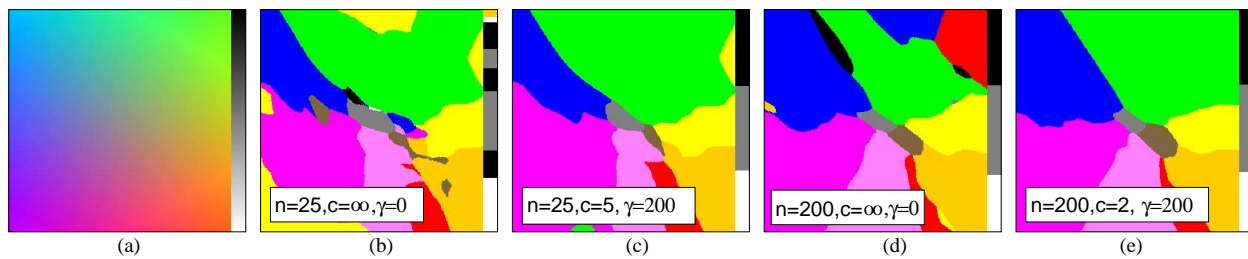 n=25,c=∞,γ=0
n=25,c=5, γ=200
n=200,c=∞,γ=0
n=200,c=2, γ=200
(a)
(b)
(c)
(d)
(e)